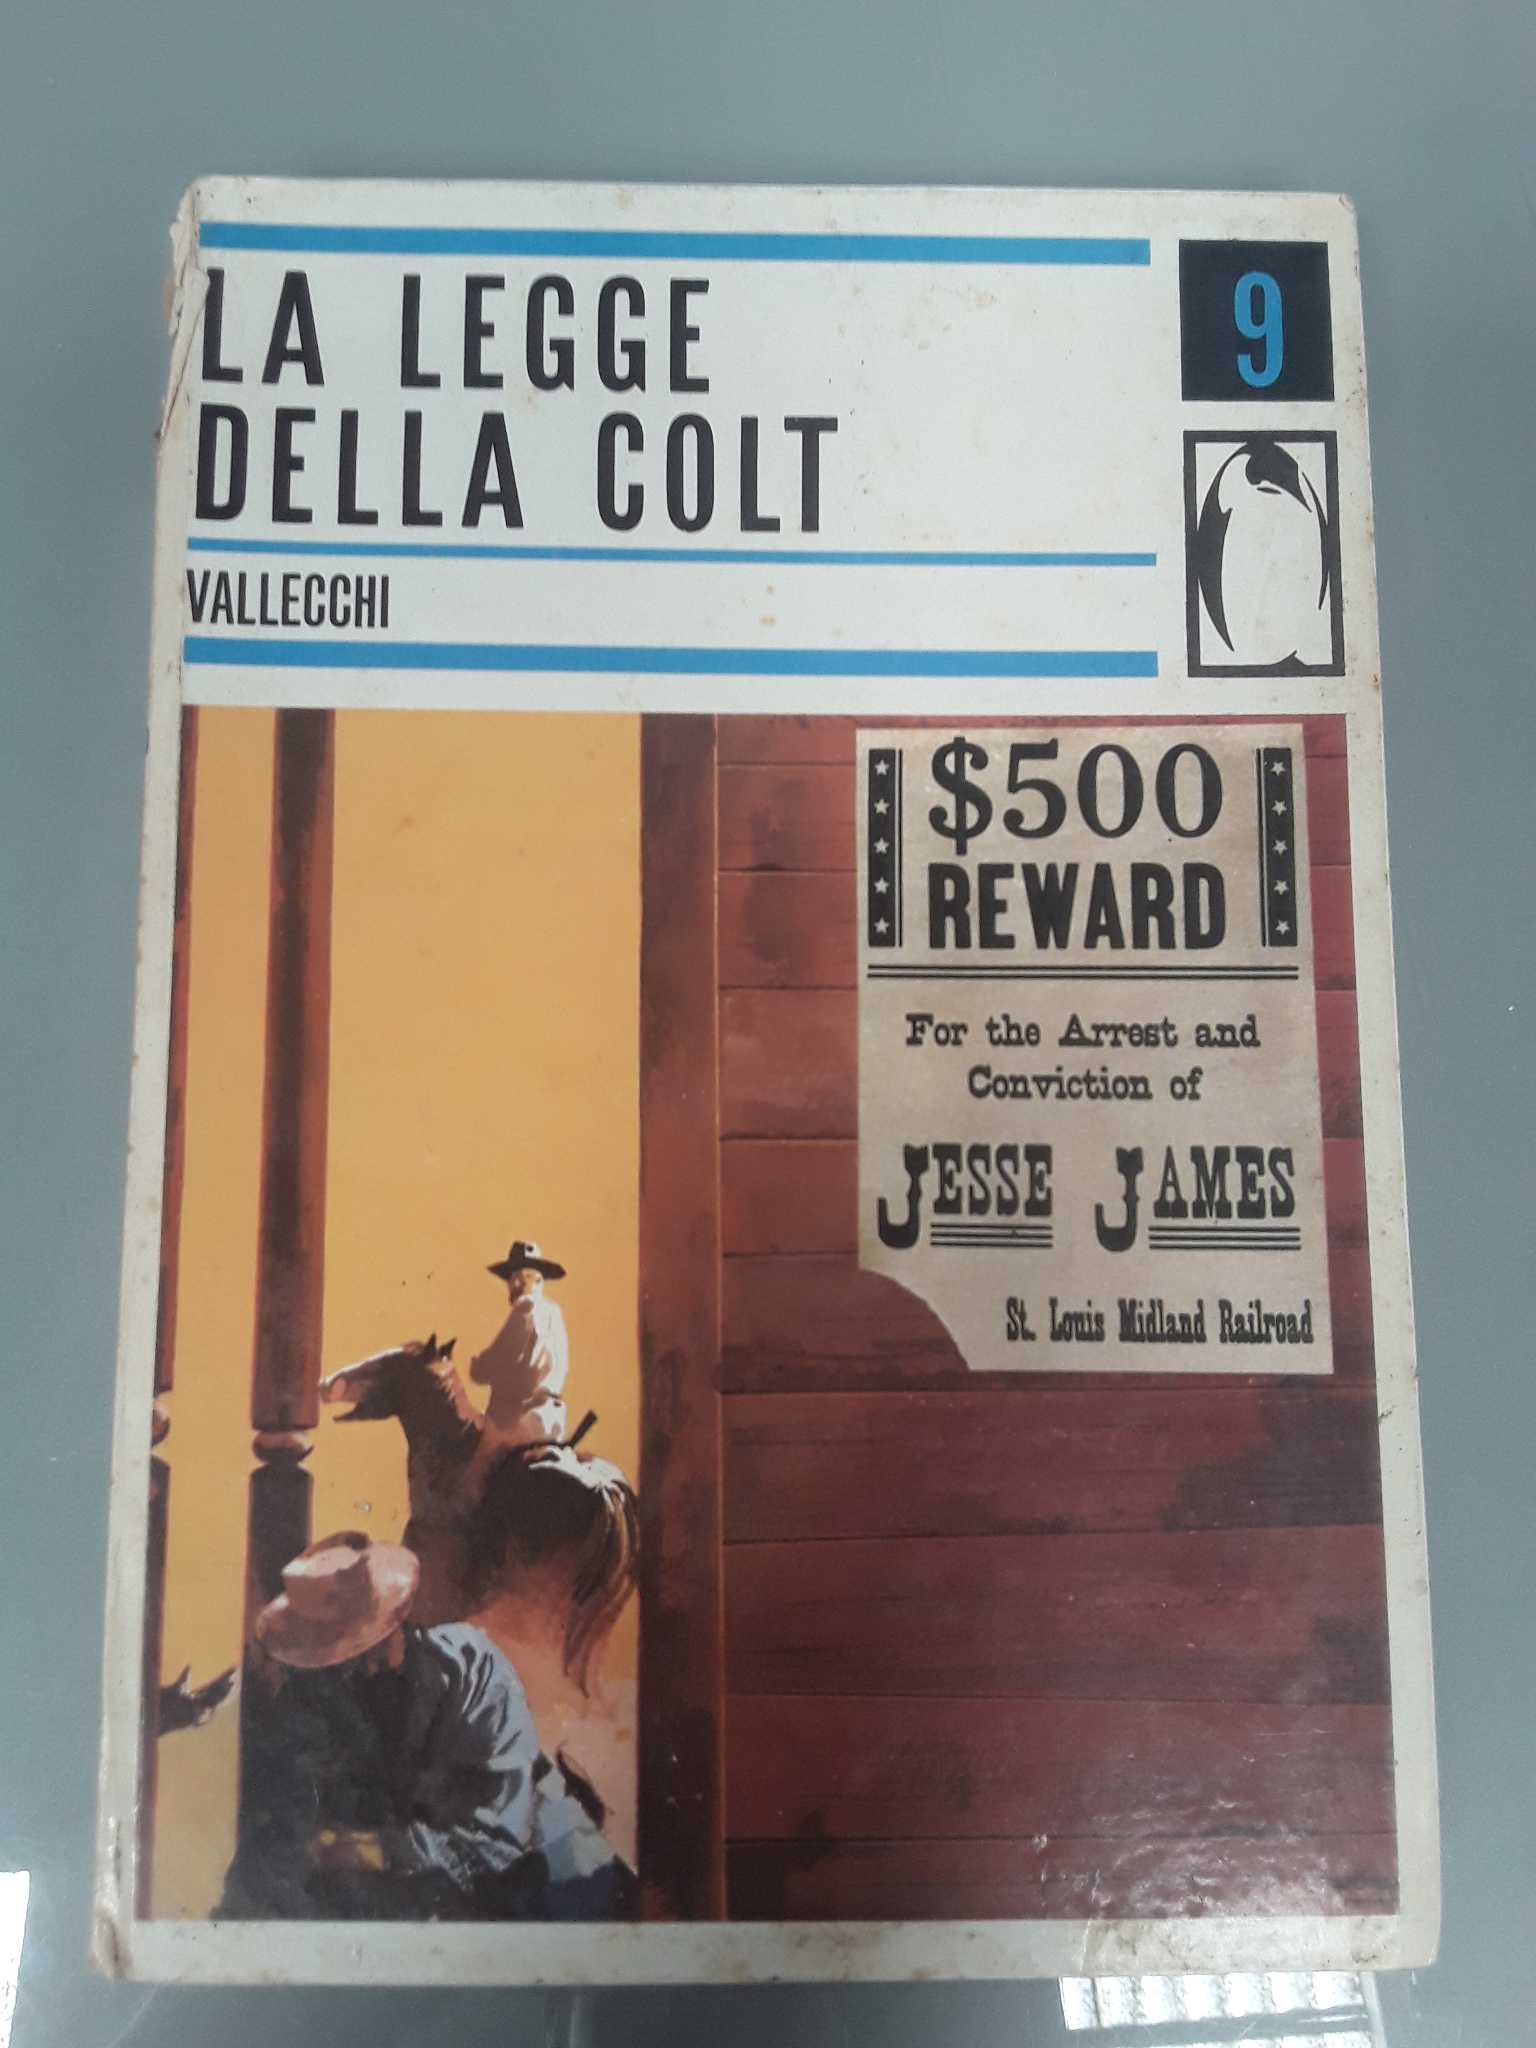 LA LEGGE
DELLA COLT
9
VALLECCHI
$500
REWARD
For the Arrest and
Conviction of
JESSE JAMES
St. Louis Midland Railroad